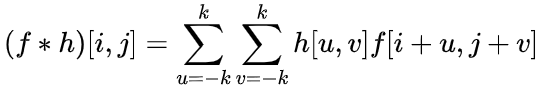 (f * h)[i, j] = \sum_{u=-k}^{k} \sum_{v=-k}^{k} h[u, v] f[i + u, j + v]